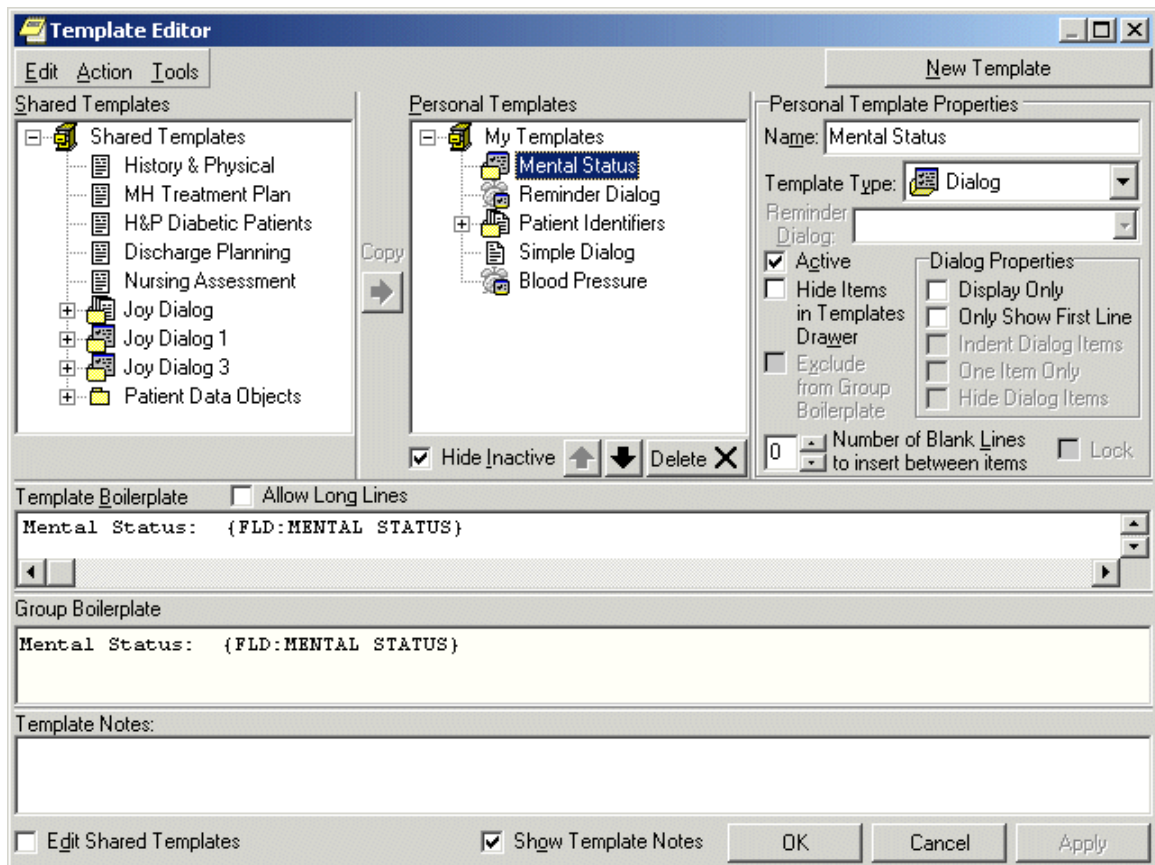 Template Editor
Edit Action Tools
New Template
Shared Templates
Shared Templates
History & Physical
MH Treatment Plan
H&P Diabetic Patients
Discharge Planning
Nursing Assessment
Joy Dialog
Joy Dialog 1
Joy Dialog 3
Patient Data Objects
Copy
Personal Templates
My Templates
Mental Status
Reminder Dialog
Patient Identifiers
Simple Dialog
Blood Pressure
Hide Inactive
Delete
Personal Template Properties
Name: Mental Status
Template Type: Dialog
Reminder
Dialog:
Active
Hide Items
in Templates
Drawer
Exclude
from Group
Boilerplate
Dialog Properties
Display Only
Only Show First Line
Indent Dialog Items
One Item Only
Hide Dialog Items
0 Number of Blank Lines
to insert between items
Lock
Template Boilerplate Allow Long Lines
Mental Status: {FLD:MENTAL STATUS}
Group Boilerplate
Mental Status: {FLD:MENTAL STATUS}
Template Notes:
Edit Shared Templates Show Template Notes OK Cancel Apply